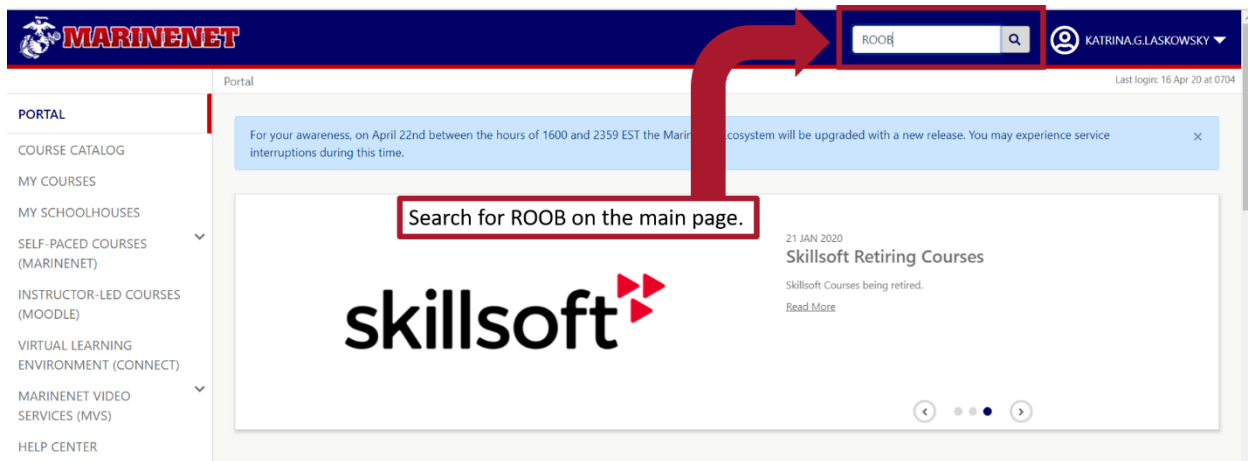 MARINENET
ROOB
KATRINA.G.LASKOWSKY
Portal
Last login: 16 Apr 20 at 0704
PORTAL
COURSE CATALOG
MY COURSES
MY SCHOOLHOUSES
SELF-PACED COURSES
(MARINENET)
INSTRUCTOR-LED COURSES
(MOODLE)
VIRTUAL LEARNING
ENVIRONMENT (CONNECT)
MARINENET VIDEO
SERVICES (MVS)
HELP CENTER
For your awareness, on April 22nd between the hours of 1600 and 2359 EST the Marin cosystem will be upgraded with a new release. You may experience service
interruptions during this time.
×
Search for ROOB on the main page.
skillsoft
21 JAN 2020
Skillsoft Retiring Courses
Skillsoft Courses being retired.
Read More